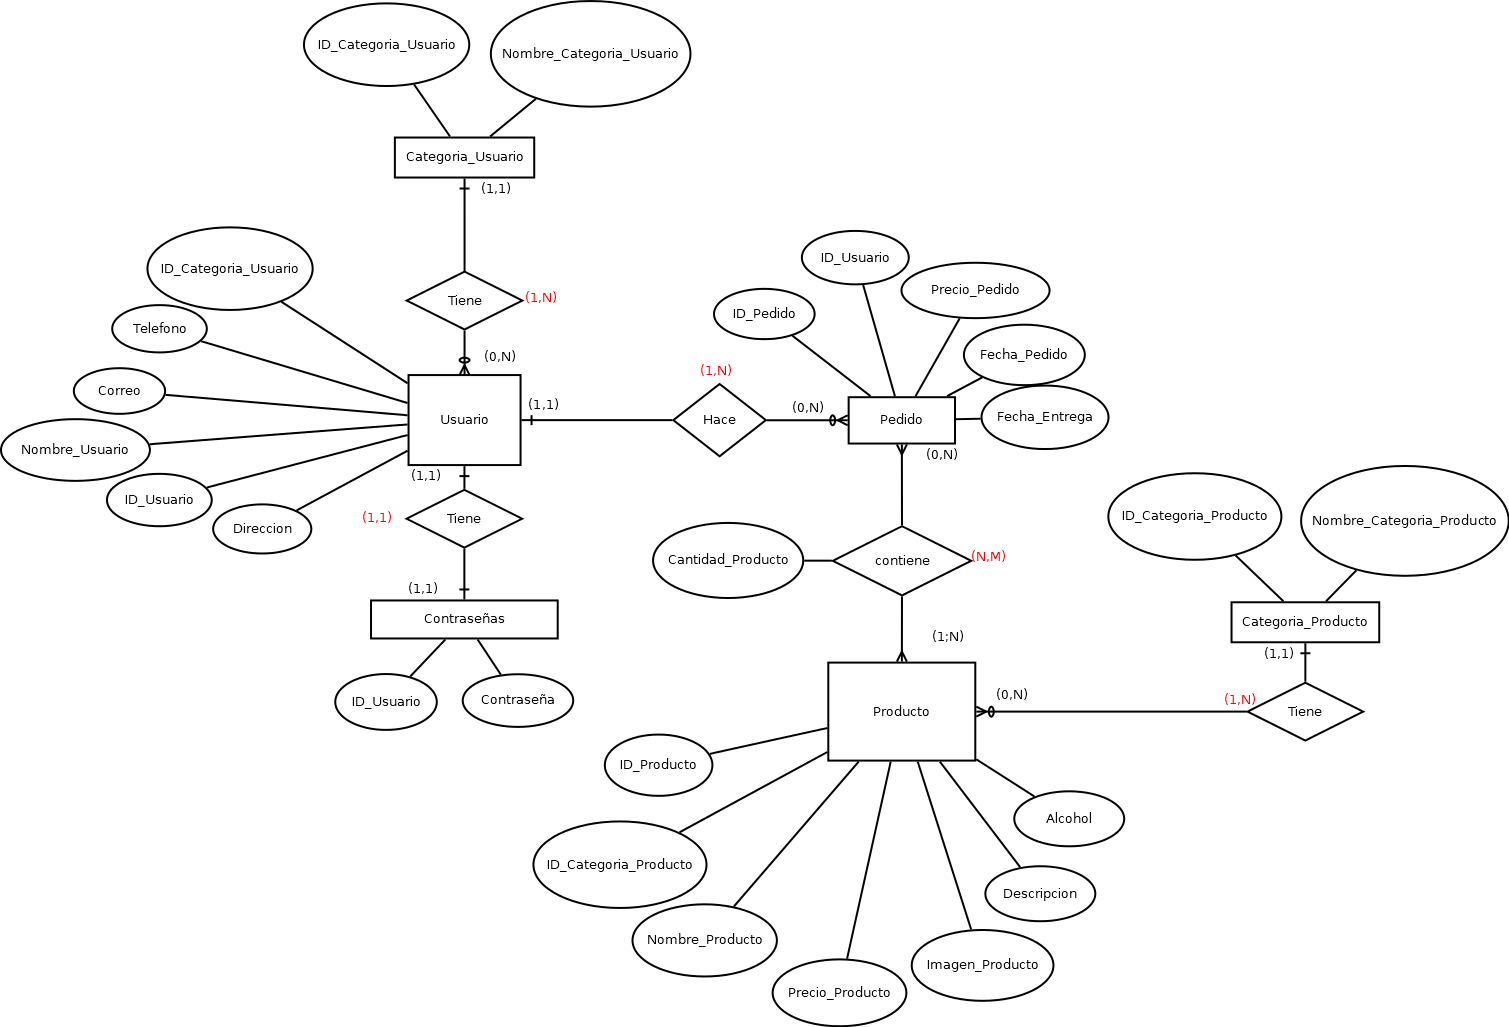 ID_Categoria_Usuario
Nombre_Categoria_Usuario
Categoria_Usuario
(1,1)
ID_Categoria_Usuario
Tiene
(1,N)
Telefono
(0,N)
Correo
Nombre_Usuario
ID_Usuario
Direccion
Usuario
(1,1)
(1,N)
Hace
(0,N)
ID_Pedido
ID_Usuario
Precio_Pedido
Fecha_Pedido
Fecha_Entrega
Pedido
(0,N)
(1,1)
(1,1)
Tiene
(1,1)
Contraseñas
ID_Usuario
Contraseña
Cantidad_Producto
contiene
(N,M)
(1;N)
ID_Categoria_Producto
Nombre_Categoria_Producto
Categoria_Producto
(1,1)
(1,N)
Tiene
(0,N)
Producto
ID_Producto
ID_Categoria_Producto
Nombre_Producto
Precio_Producto
Imagen_Producto
Descripcion
Alcohol